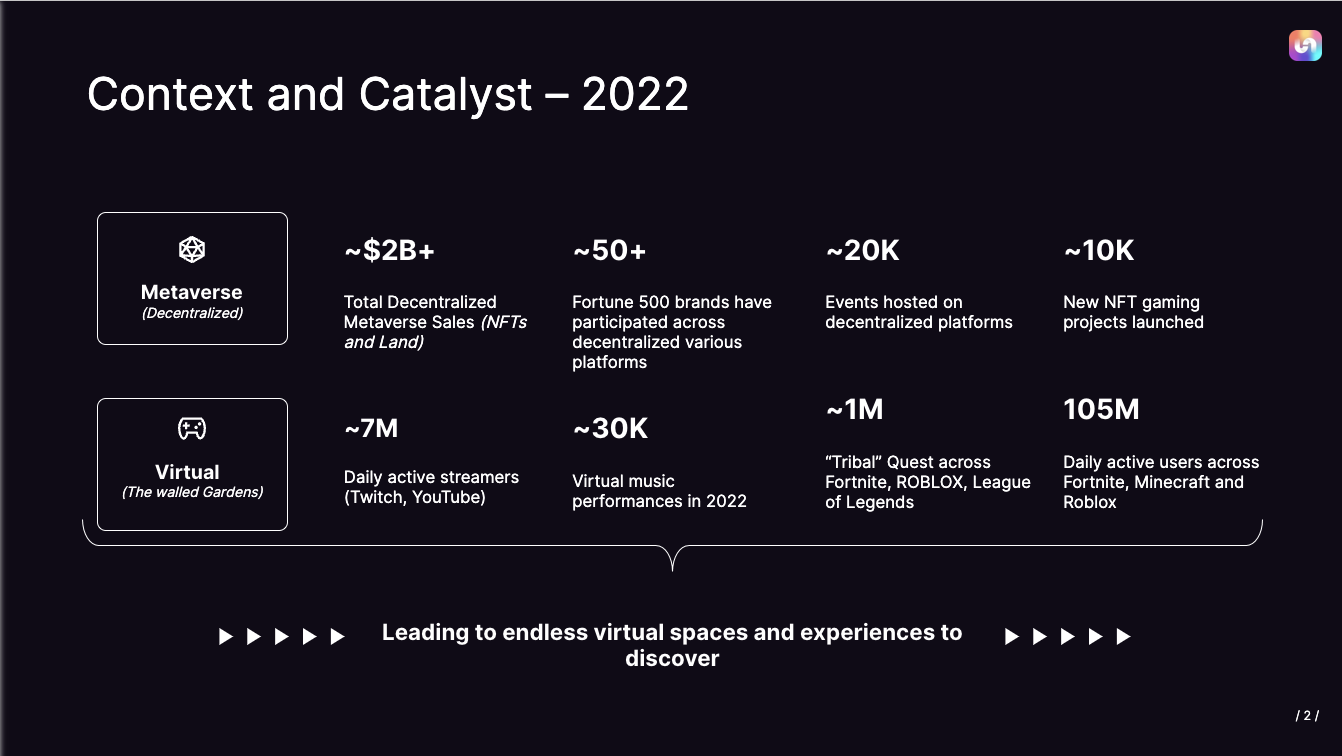 Context and Catalyst – 2022
Metaverse
(Decentralized)
~$2B+
Total Decentralized
Metaverse Sales (NFTs
and Land)
~50+
Fortune 500 brands have
participated across
decentralized various
platforms
~20K
Events hosted on
decentralized platforms
~10K
New NFT gaming
projects launched
Virtual
(The walled Gardens)
~7M
Daily active streamers
(Twitch, YouTube)
~30K
Virtual music
performances in 2022
~1M
“Tribal” Quest across
Fortnite, ROBLOX, League
of Legends
105M
Daily active users across
Fortnite, Minecraft and
Roblox
Leading to endless virtual spaces and experiences to
discover
/ 2 /